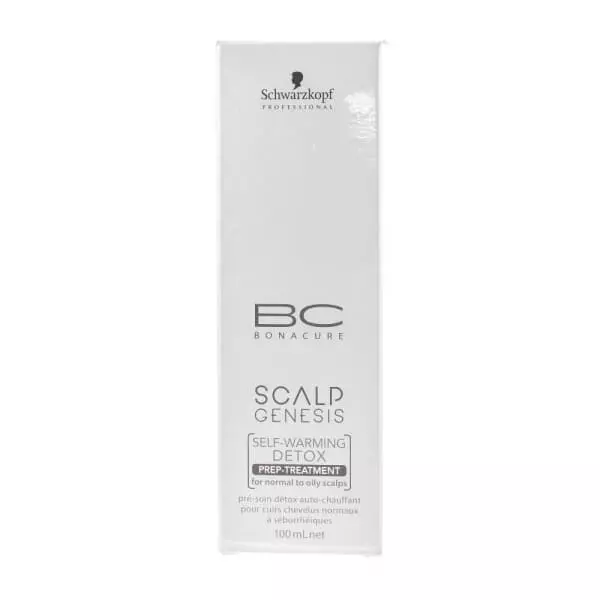 Schwarzkopf
PROFESSIONAL
BC
BONACURE
SCALP
GENESIS
SELF-WARMING
DETOX
PREP-TREATMENT
for normal to oily scalps
pré-soin détox auto-chauffant
pour cuirs chevelus normaux
à séborrhéiques
100 mL.net